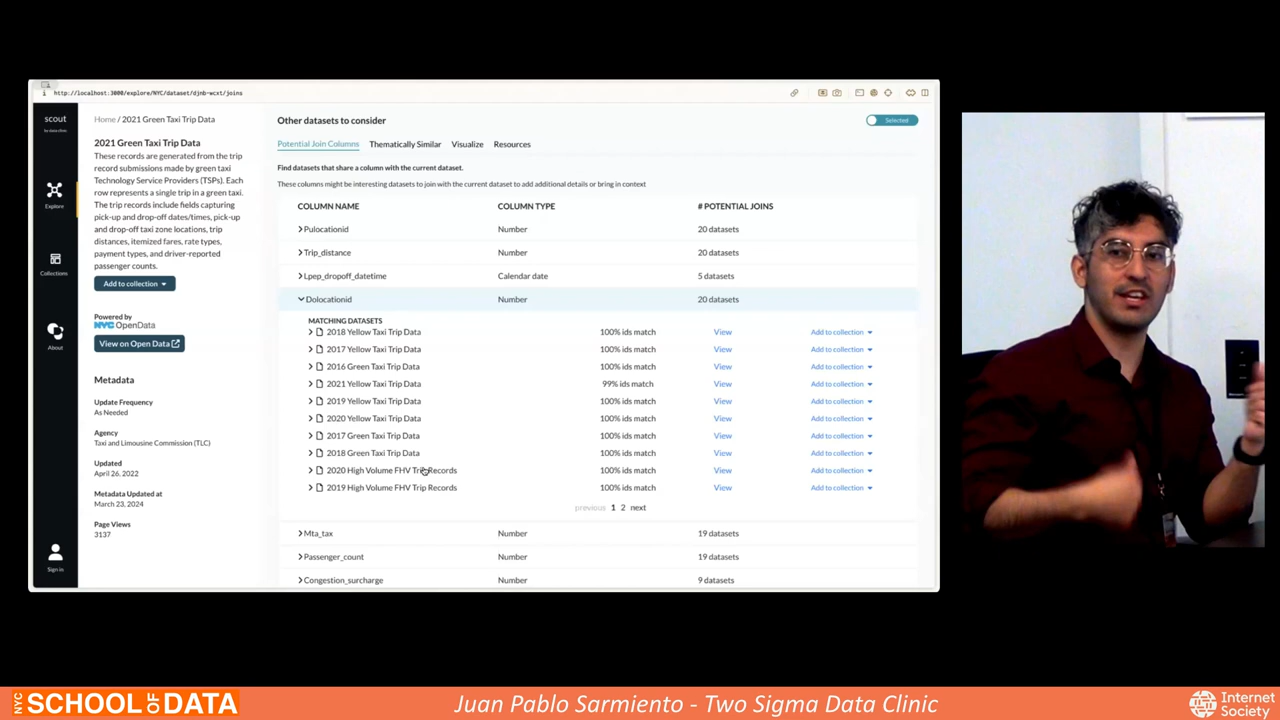 http://localhost:3000/explore/NYC/dataset/djnb-wcxt/joins
scout
by data clinic
Explore
Collections
About
Sign in
Home / 2021 Green Taxi Trip Data
2021 Green Taxi Trip Data
These records are generated from the trip
record submissions made by green taxi
Technology Service Providers (TSPs). Each
row represents a single trip in a green taxi.
The trip records include fields capturing
pick-up and drop-off dates/times, pick-up
and drop-off taxi zone locations, trip
distances, itemized fares, rate types,
payment types, and driver-reported
passenger counts.
Add to collection
Powered by
NYC OpenData
View on Open Data
Metadata
Update Frequency
As Needed
Agency
Taxi and Limousine Commission (TLC)
Updated
April 26, 2022
Metadata Updated at
March 23, 2024
Page Views
3137
Other datasets to consider
Selected
Potential Join Columns Thematically Similar Visualize Resources
Find datasets that share a column with the current dataset.
These columns might be interesting datasets to join with the current dataset to add additional details or bring in context
COLUMN NAME COLUMN TYPE # POTENTIAL JOINS
Pulocationid Number 20 datasets
Trip_distance Number 20 datasets
Lpep_dropoff_datetime Calendar date 5 datasets
Dolocationid Number 20 datasets
MATCHING DATASETS
2018 Yellow Taxi Trip Data 100% ids match View Add to collection
2017 Yellow Taxi Trip Data 100% ids match View Add to collection
2016 Green Taxi Trip Data 100% ids match View Add to collection
2021 Yellow Taxi Trip Data 99% ids match View Add to collection
2019 Yellow Taxi Trip Data 100% ids match View Add to collection
2020 Yellow Taxi Trip Data 100% ids match View Add to collection
2017 Green Taxi Trip Data 100% ids match View Add to collection
2018 Green Taxi Trip Data 100% ids match View Add to collection
2020 High Volume FHV Trip Records 100% ids match View Add to collection
2019 High Volume FHV Trip Records 100% ids match View Add to collection
previous 1 2 next
Mta_tax Number 19 datasets
Passenger_count Number 19 datasets
Congestion_surcharge Number 9 datasets
NYC SCHOOL OF DATA
Juan Pablo Sarmiento - Two Sigma Data Clinic
Internet
Society